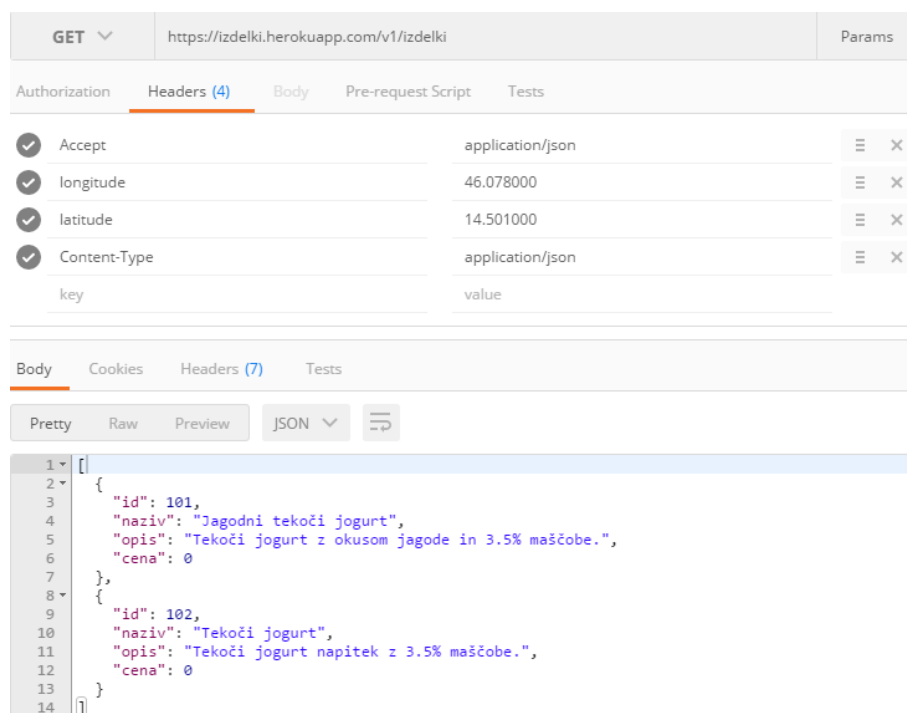 GET https://izdelki.herokuapp.com/v1/izdelki Params
Authorization Headers (4) Body Pre-request Script Tests
Accept application/json
longitude 46.078000
latitude 14.501000
Content-Type application/json
key value
Body Cookies Headers (7) Tests
Pretty Raw Preview JSON
1 [
2 {
3 "id": 101,
4 "naziv": "Jagodni tekoči jogurt",
5 "opis": "Tekoči jogurt z okusom jagode in 3.5% maščobe.",
6 "cena": 0
7 },
8 {
9 "id": 102,
10 "naziv": "Tekoči jogurt",
11 "opis": "Tekoči jogurt napitek z 3.5% maščobe.",
12 "cena": 0
13 }
14 ]